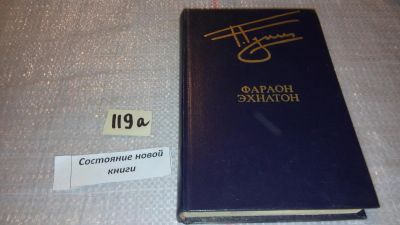 ФАРАОН
ЭХНАТОН
119а
Состояние новой
книги